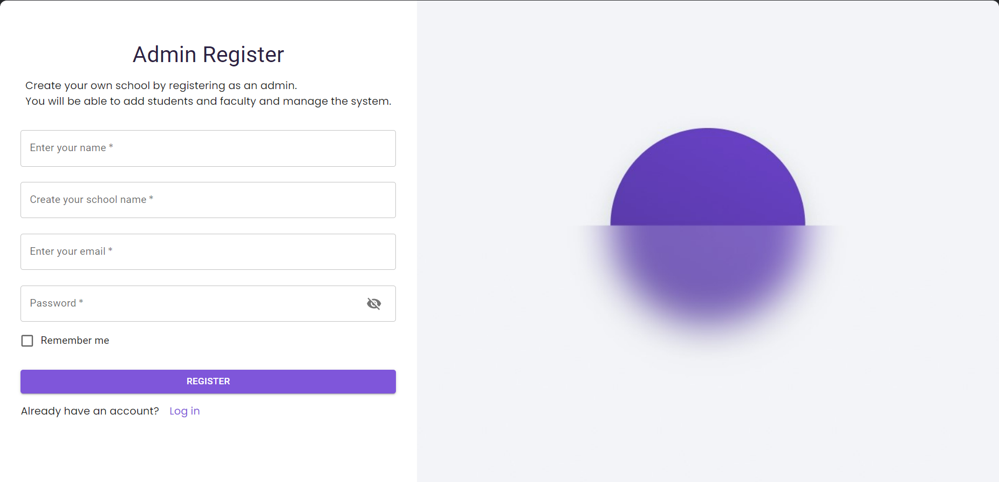 Admin Register
Create your own school by registering as an admin.
You will be able to add students and faculty and manage the system.
Enter your name *
Create your school name *
Enter your email *
Password *
Remember me
REGISTER
Already have an account? Log in